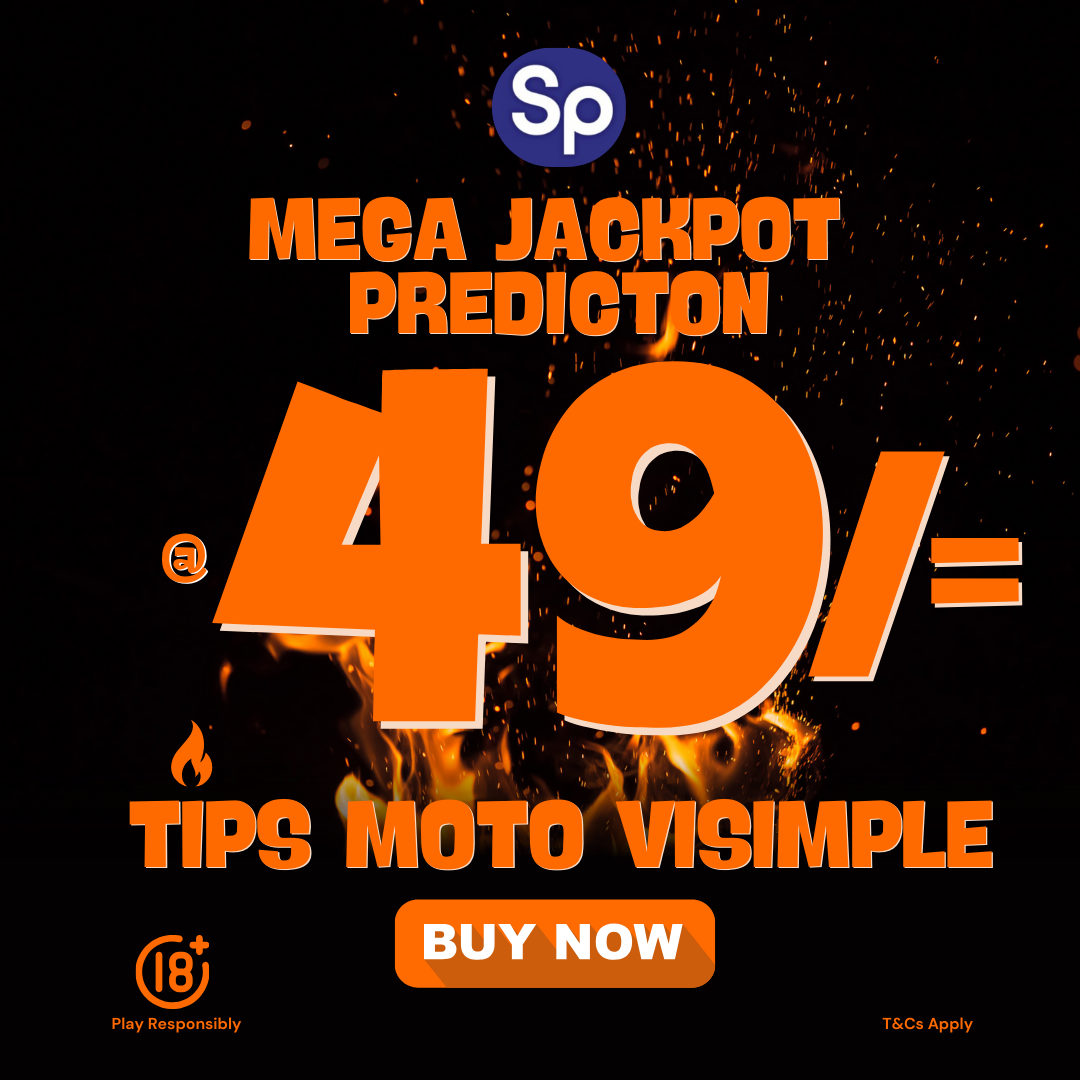 Sp
MEGA JACKPOT
PREDICTON
@ 49/=
TIPS MOTO VISIMPLE
BUY NOW
18+
Play Responsibly
T&Cs Apply